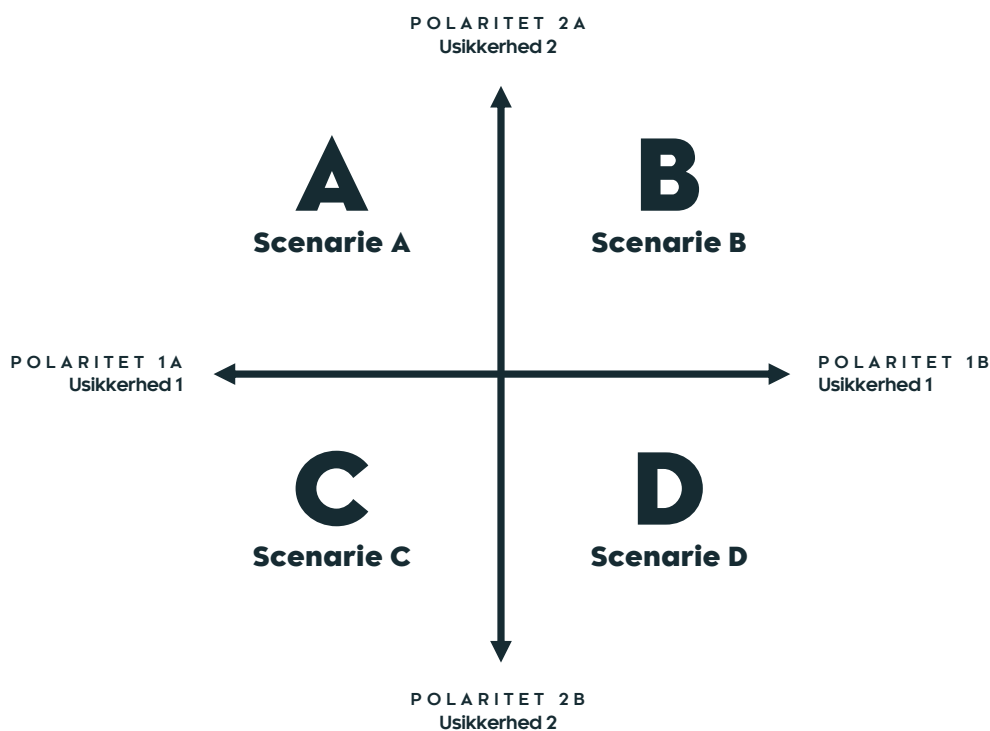 POLARITET 2A
Usikkerhed 2
A
Scenarie A
B
Scenarie B
POLARITET 1A
Usikkerhed 1
POLARITET 1B
Usikkerhed 1
C
Scenarie C
D
Scenarie D
POLARITET 2B
Usikkerhed 2